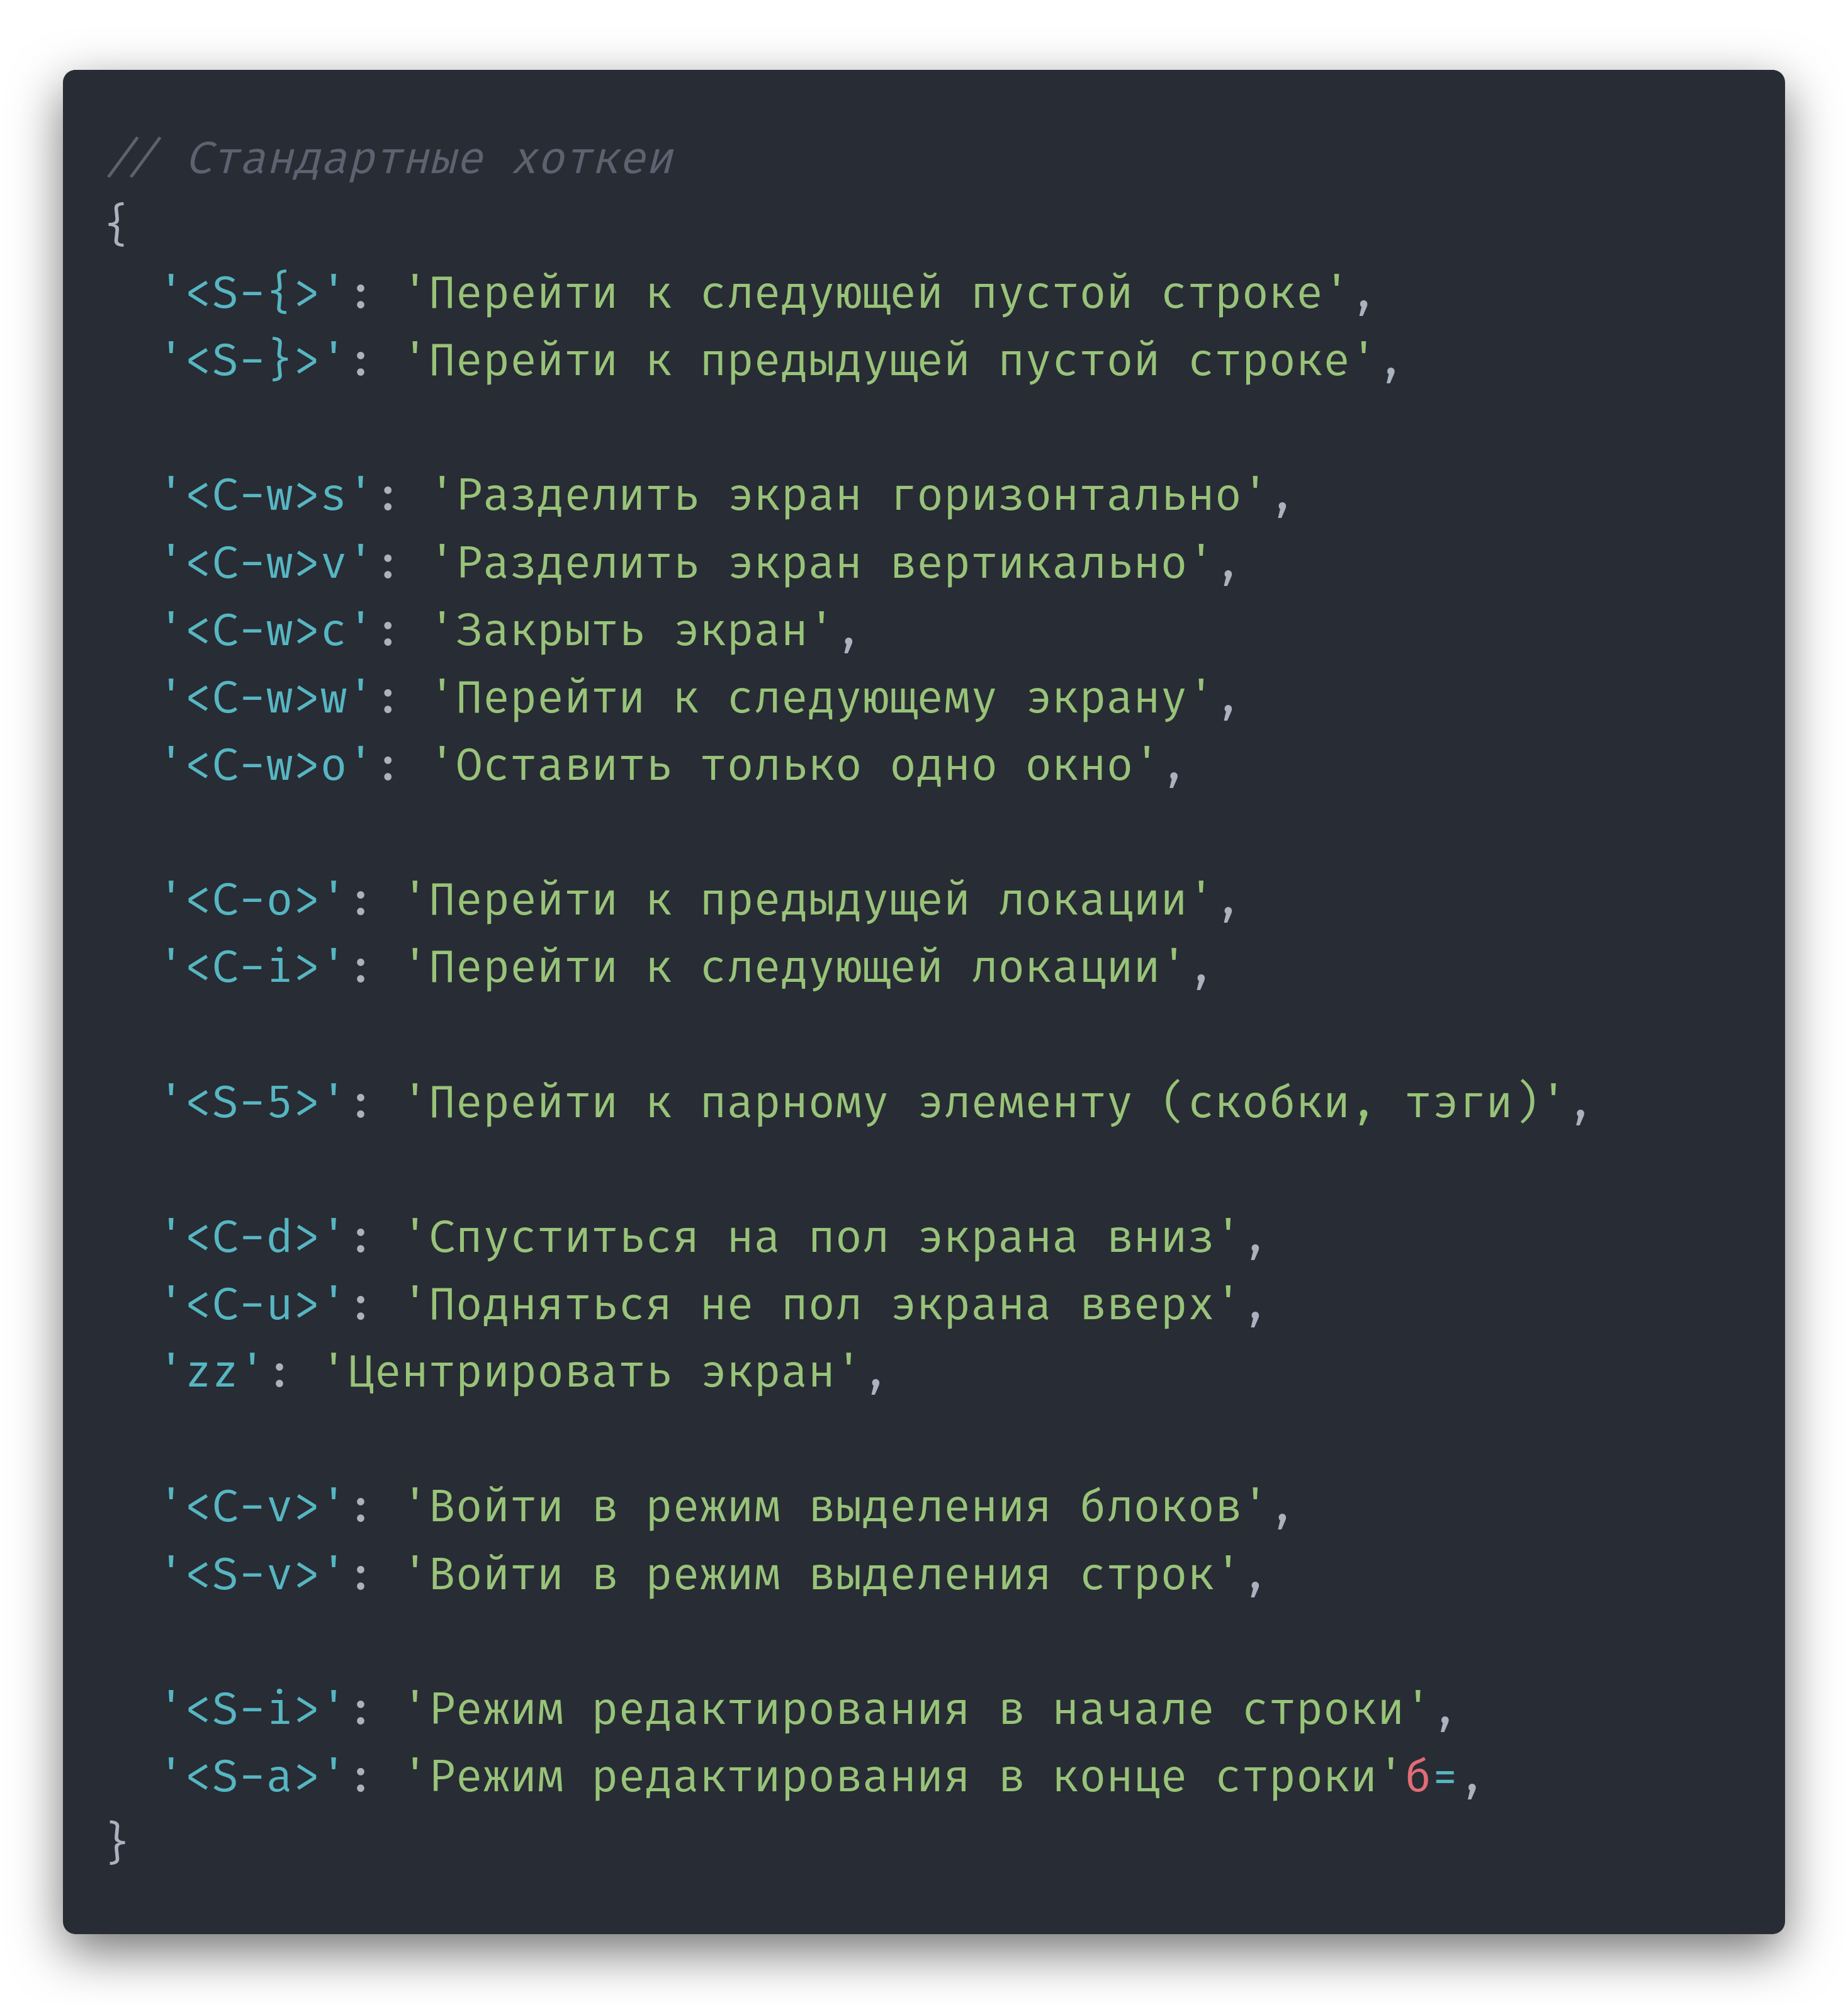 // Стандартные хоткеи
{
  '<S-{>': 'Перейти к следующей пустой строке',
  '<S-}>': 'Перейти к предыдущей пустой строке',

  '<C-w>s': 'Разделить экран горизонтально',
  '<C-w>v': 'Разделить экран вертикально',
  '<C-w>c': 'Закрыть экран',
  '<C-w>w': 'Перейти к следующему экрану',
  '<C-w>o': 'Оставить только одно окно',

  '<C-o>': 'Перейти к предыдущей локации',
  '<C-i>': 'Перейти к следующей локации',

  '<S-5>': 'Перейти к парному элементу (скобки, тэги)',

  '<C-d>': 'Спуститься на пол экрана вниз',
  '<C-u>': 'Подняться не пол экрана вверх',
  'zz': 'Центрировать экран',

  '<C-v>': 'Войти в режим выделения блоков',
  '<S-v>': 'Войти в режим выделения строк',

  '<S-i>': 'Режим редактирования в начале строки',
  '<S-a>': 'Режим редактирования в конце строки'б=,
}